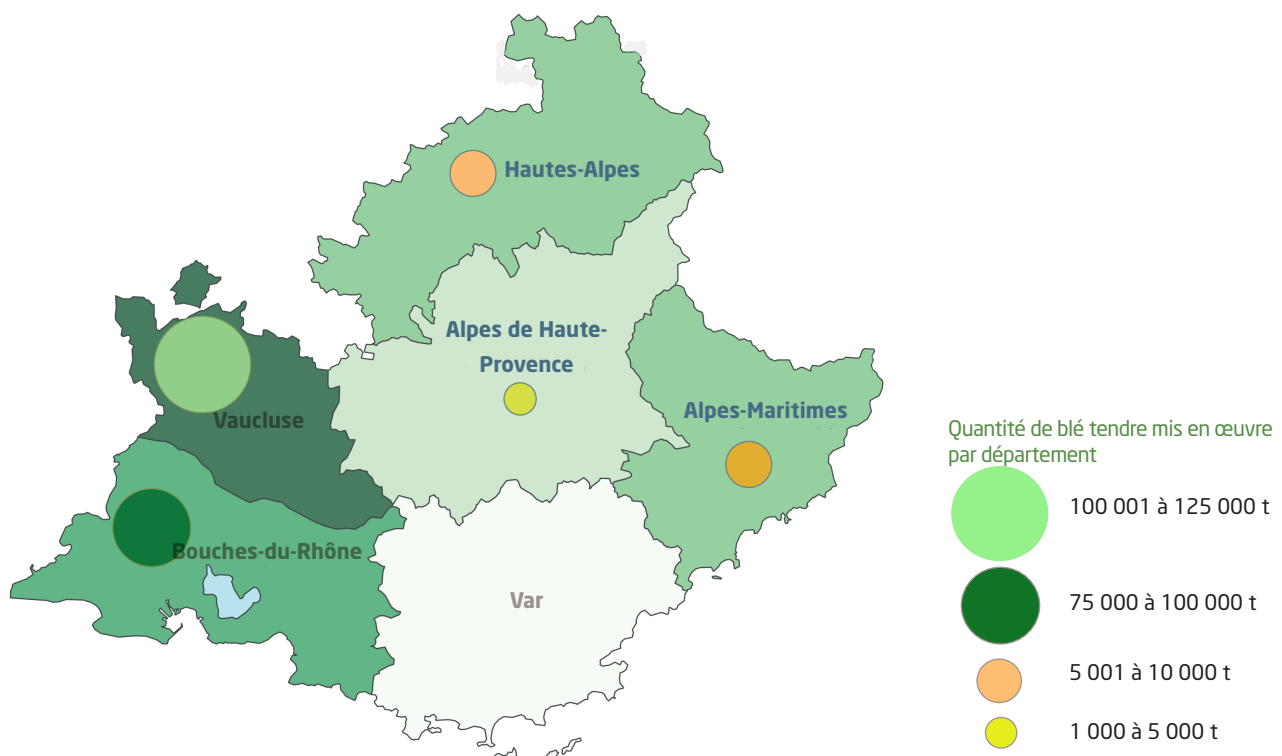 Hautes-Alpes
Alpes de Haute-
Provence
Alpes-Maritimes
Vaucluse
Bouches-du-Rhône
Var
Quantité de blé tendre mis en œuvre
par département
100 001 à 125 000 t
75 000 à 100 000 t
5 001 à 10 000 t
1 000 à 5 000 t